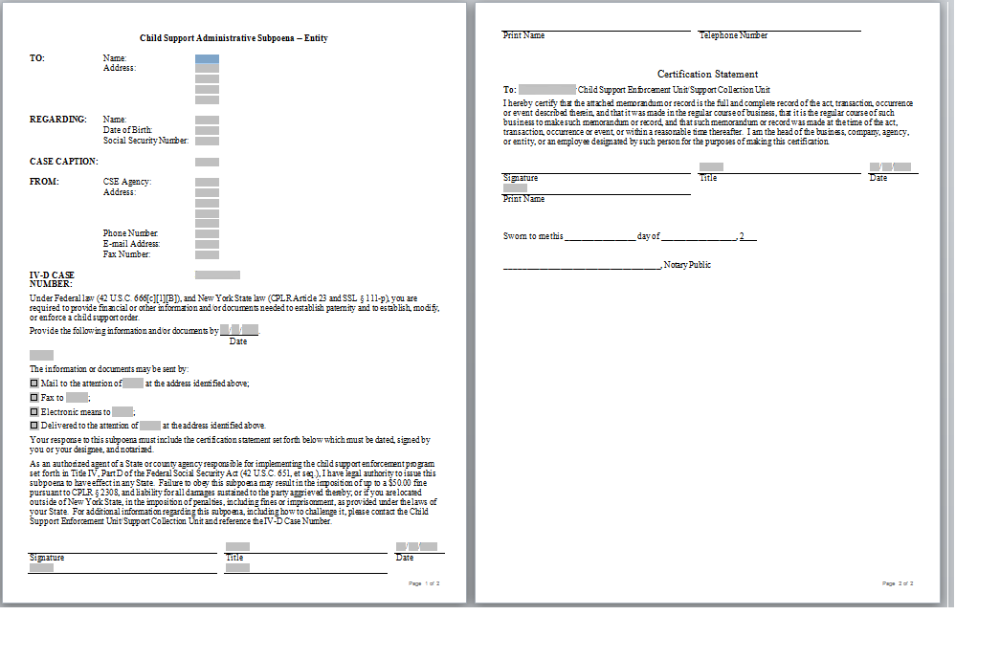 Child Support Administrative Subpoena – Entity
TO: Name:
Address:
REGARDING: Name:
Date of Birth:
Social Security Number:
CASE CAPTION:
FROM: CSE Agency:
Address:
Phone Number:
E-mail Address:
Fax Number:
IV-D CASE
NUMBER:
Under Federal law (42 U.S.C. 666[c][1][B]), and New York State law (CPLR Article 23 and SSL § 111-p), you are
required to provide financial or other information and/or documents needed to establish paternity and to establish, modify,
or enforce a child support order.
Provide the following information and/or documents by / / .
Date
The information or documents may be sent by:
Mail to the attention of at the address identified above;
Fax to ;
Electronic means to ;
Delivered to the attention of at the address identified above.
Your response to this subpoena must include the certification statement set forth below which must be dated, signed by
you or your designee, and notarized.
As an authorized agent of a State or county agency responsible for implementing the child support enforcement program
set forth in Title IV, Part D of the Federal Social Security Act (42 U.S.C. 651, et seq.), I have legal authority to issue this
subpoena to have effect in any State. Failure to obey this subpoena may result in the imposition of up to a $50.00 fine
pursuant to CPLR § 2308, and liability for all damages sustained to the party aggrieved thereby; or if you are located
outside of New York State, in the imposition of penalties, including fines or imprisonment, as provided under the laws of
your State. For additional information regarding this subpoena, including how to challenge it, please contact the Child
Support Enforcement Unit/Support Collection Unit and reference the IV-D Case Number.
/ /
Signature Title Date
Page 1 of 2
Print Name Telephone Number
Certification Statement
To: Child Support Enforcement Unit/Support Collection Unit
I hereby certify that the attached memorandum or record is the full and complete record of the act, transaction, occurrence
or event described therein, and that it was made in the regular course of business, that it is the regular course of such
business to make such memorandum or record, and that such memorandum or record was made at the time of the act,
transaction, occurrence or event, or within a reasonable time thereafter. I am the head of the business, company, agency,
or entity, or an employee designated by such person for the purposes of making this certification.
/ /
Signature Title Date
Print Name
Sworn to me this ________________ day of _________________, 2___
___________________________________, Notary Public
Page 2 of 2